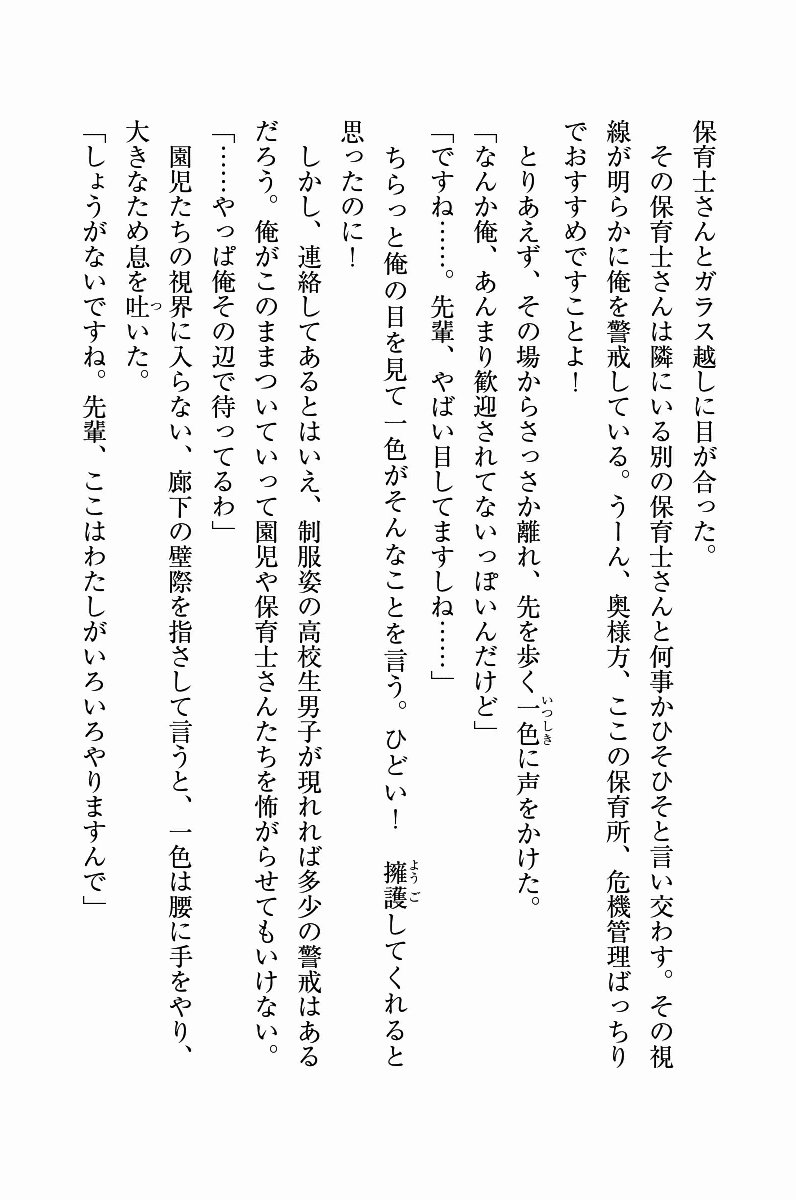 保育士さんとガラス越しに目が合った。
　その保育士さんは隣にいる別の保育士さんと何事かひそひそと言い交わす。その視
線が明らかに俺を警戒している。うーん、奥様方、ここの保育所、危機管理ばっちり
でおすすめですことよ！
　とりあえず、その場からさっさか離れ、先を歩く一色いっしきに声をかけた。
「なんか俺、あんまり歓迎されてないっぽいんだけど」
「ですね……。先輩、やばい目してますしね……」
　ちらっと俺の目を見て一色がそんなことを言う。ひどい！　擁護ようごしてくれると
思ったのに！
　しかし、連絡してあるとはいえ、制服姿の高校生男子が現れれば多少の警戒はある
だろう。俺がこのままついていって園児や保育士さんたちを怖がらせてもいけない。
「……やっぱ俺その辺で待ってるわ」
　園児たちの視界に入らない、廊下の壁際を指さして言うと、一色は腰に手をやり、
大きなため息を吐ついた。
「しょうがないですね。先輩、ここはわたしがいろいろやりますんで」